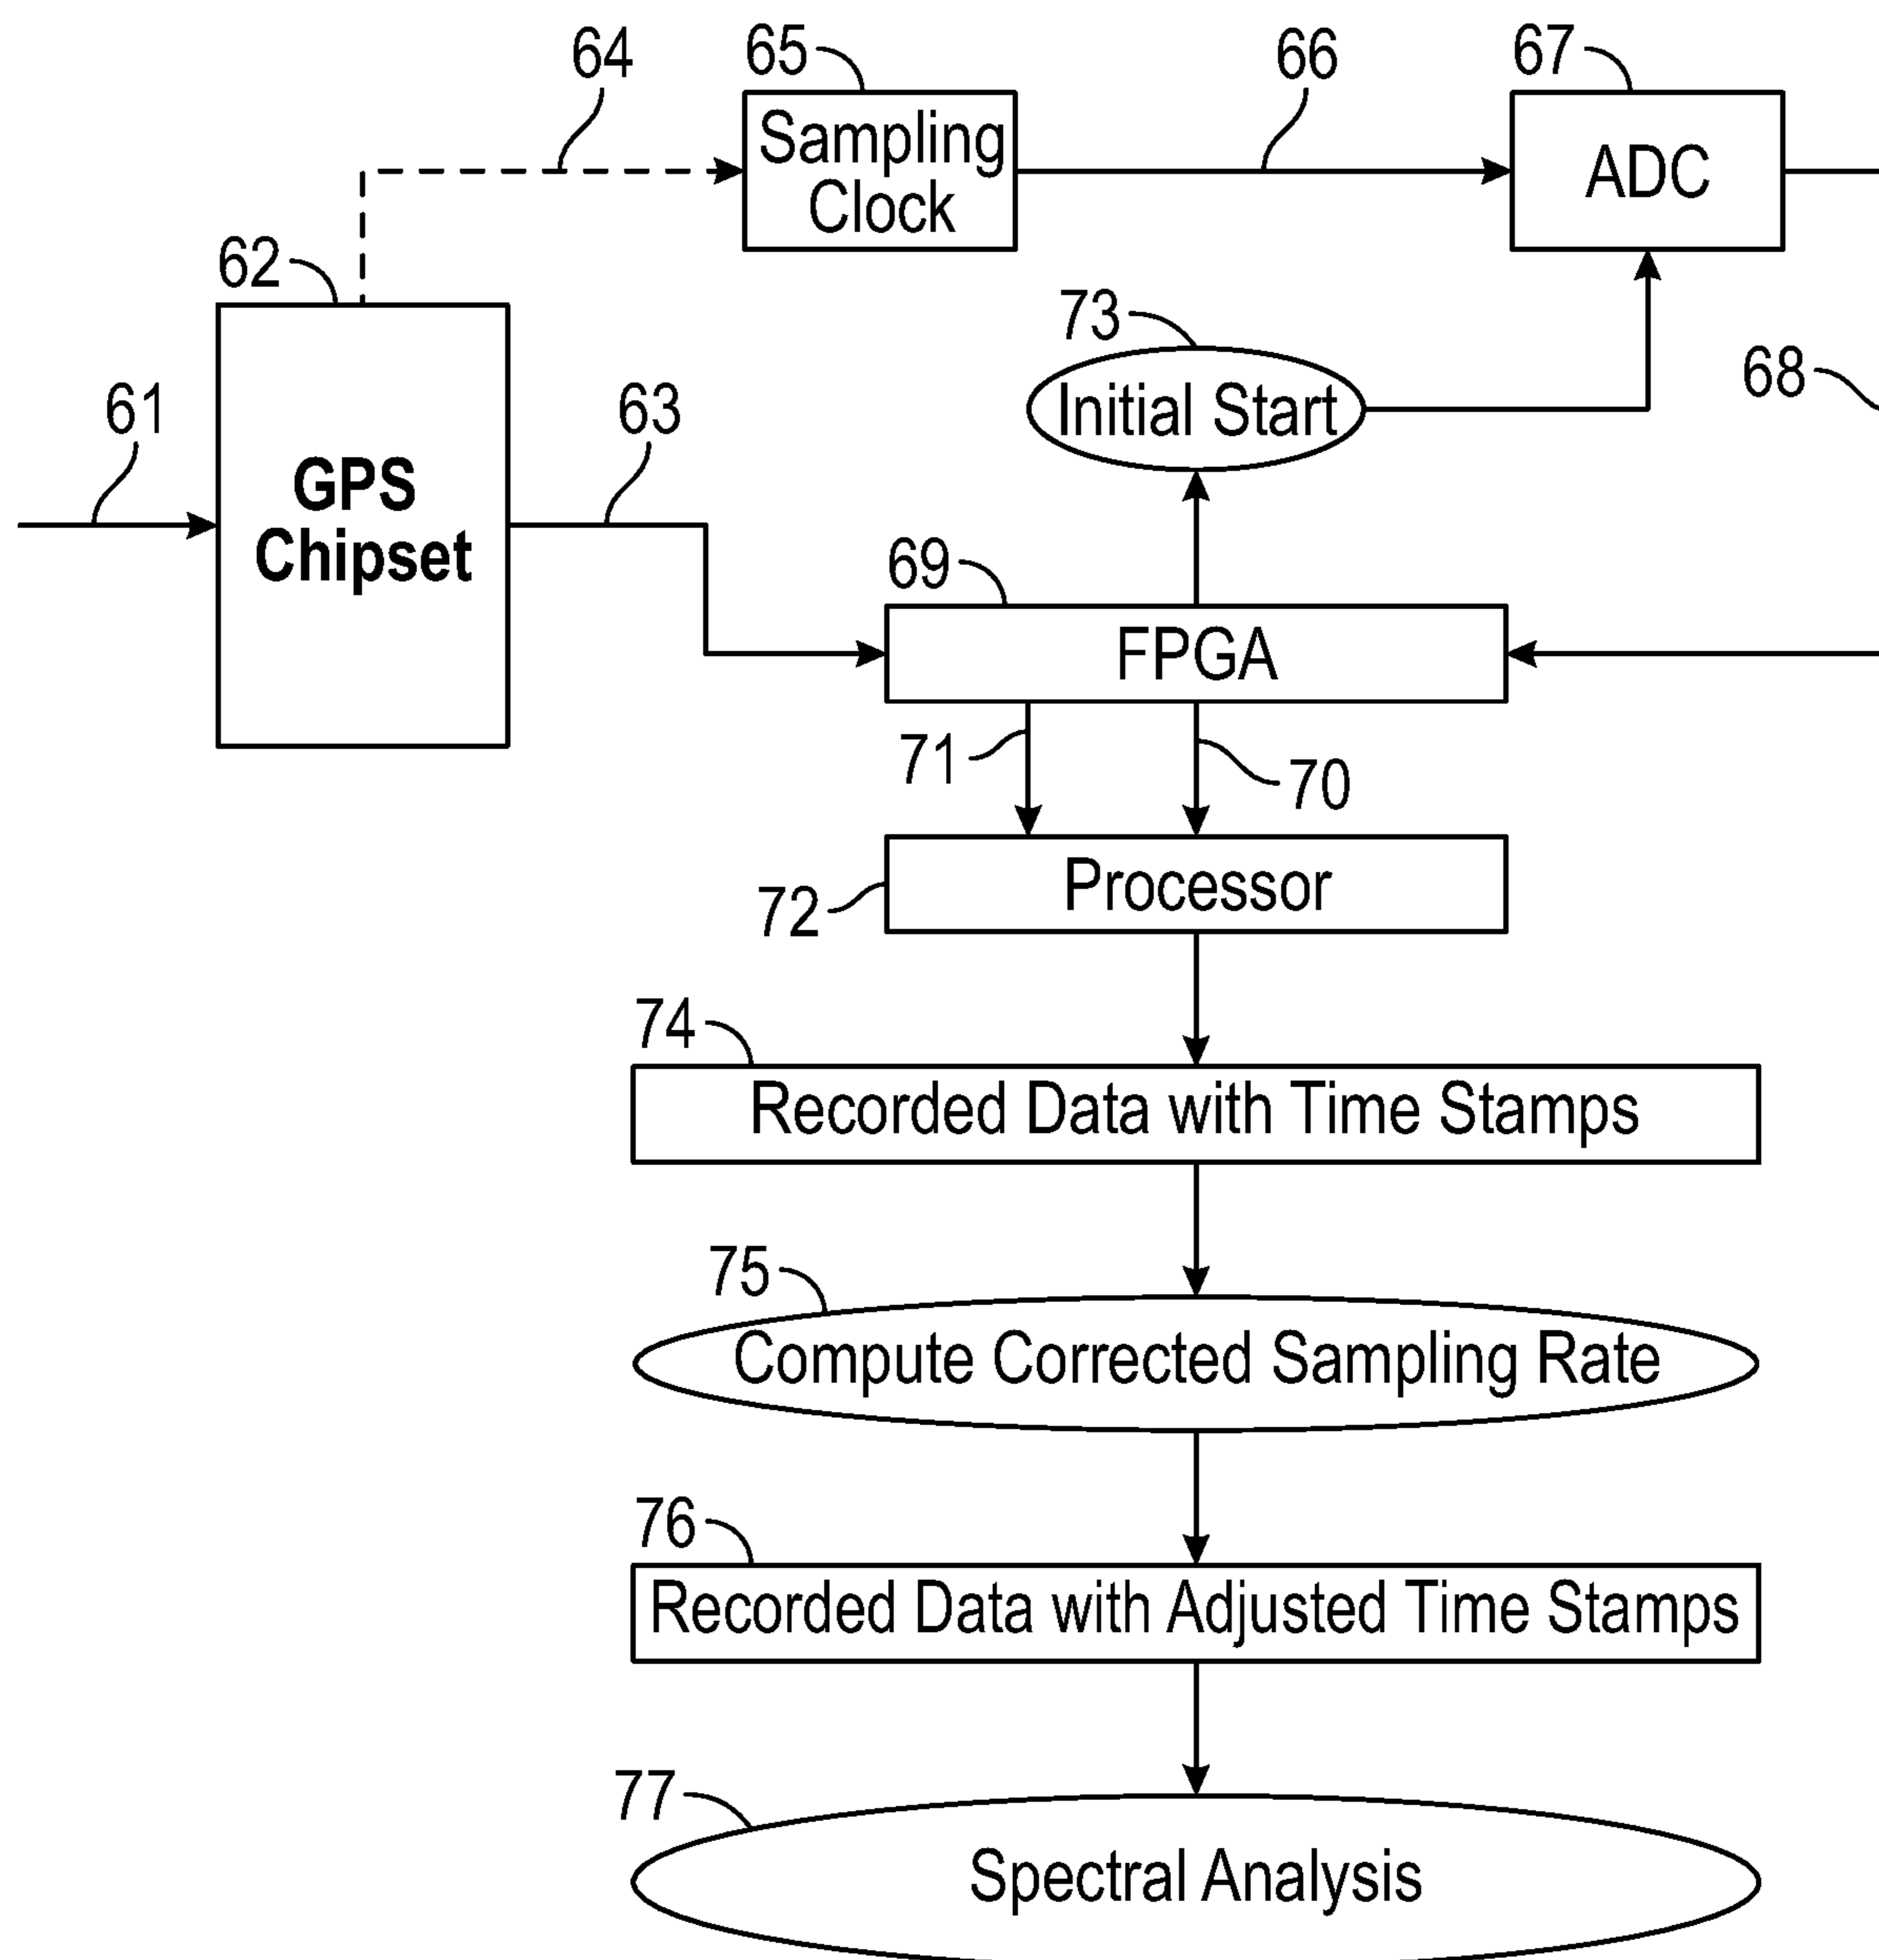 64
65
66
67
Sampling
Clock
ADC
62
73
68
61
63
Initial Start
GPS
Chipset
69
FPGA
71
70
72
Processor
74
Recorded Data with Time Stamps
75
Compute Corrected Sampling Rate
76
Recorded Data with Adjusted Time Stamps
77
Spectral Analysis